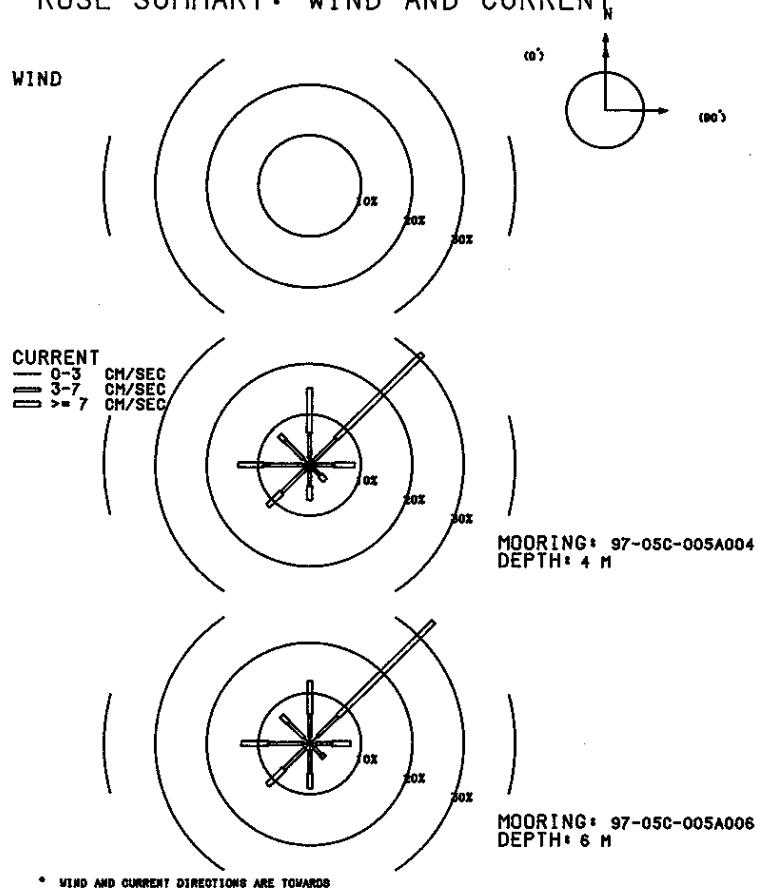 ROSE SUMMARY: WIND AND CURRENT
N
(0°)
(90°)
WIND
10%
20%
30%
CURRENT
0-3 CM/SEC
3-7 CM/SEC
>= 7 CM/SEC
10%
20%
30%
MOORING: 97-05C-005A004
DEPTH: 4 M
10%
20%
30%
MOORING: 97-05C-005A006
DEPTH: 6 M
* WIND AND CURRENT DIRECTIONS ARE TOWARDS